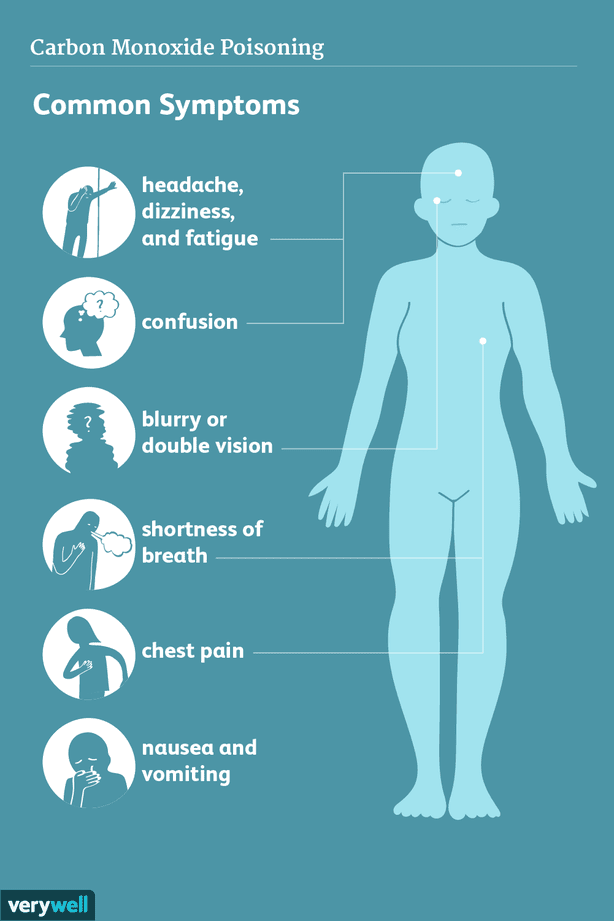 Carbon Monoxide Poisoning
Common Symptoms
headache,
dizziness,
and fatigue
?
confusion
?
blurry or
double vision
shortness of
breath
chest pain
nausea and
vomiting
verywell